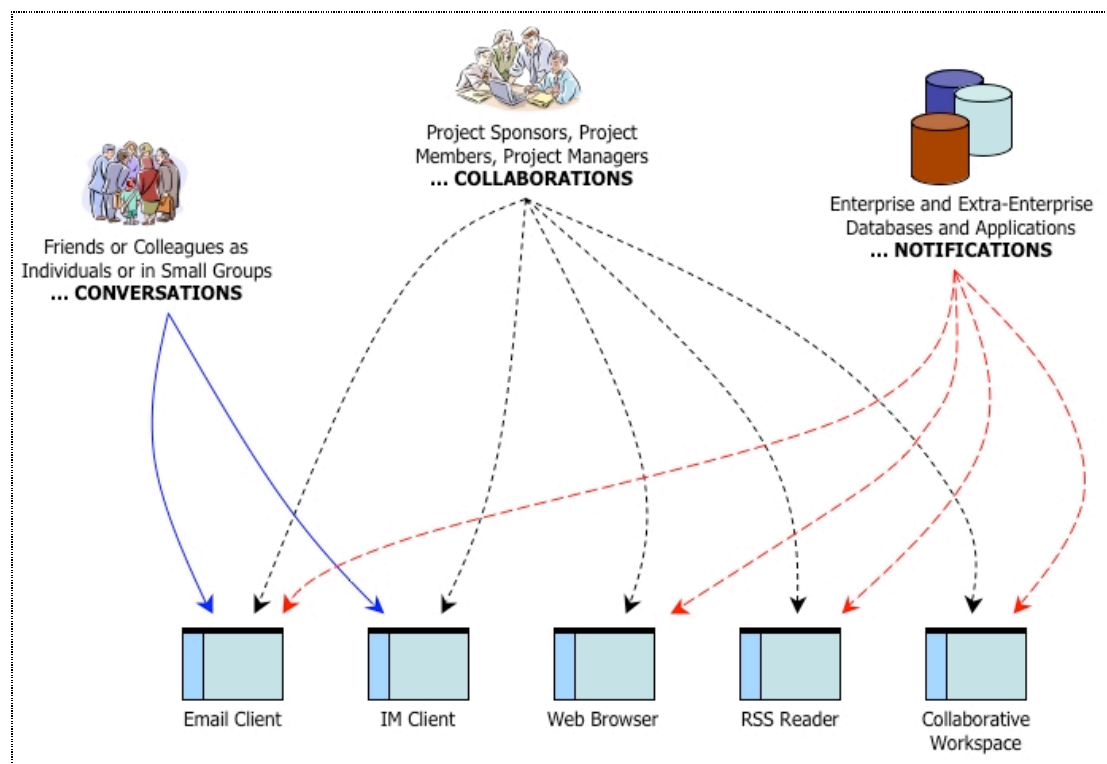 Project Sponsors, Project
Members, Project Managers
... COLLABORATIONS
Enterprise and Extra-Enterprise
Databases and Applications
... NOTIFICATIONS
Friends or Colleagues as
Individuals or in Small Groups
... CONVERSATIONS
Email Client
IM Client
Web Browser
RSS Reader
Collaborative
Workspace